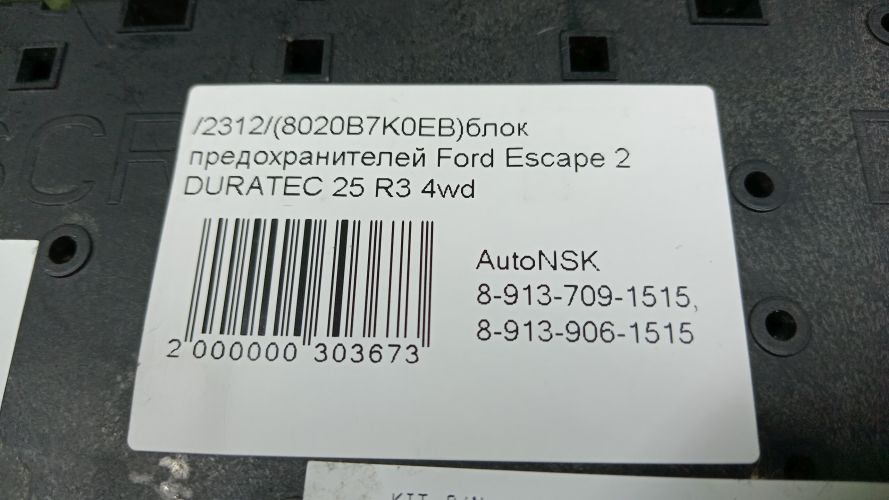 /2312/(8020B7K0EB)блок
предохранителей Ford Escape 2
DURATEC 25 R3 4wd
AutoNSK
8-913-709-1515,
8-913-906-1515
2 000000 303673
KIT P/N